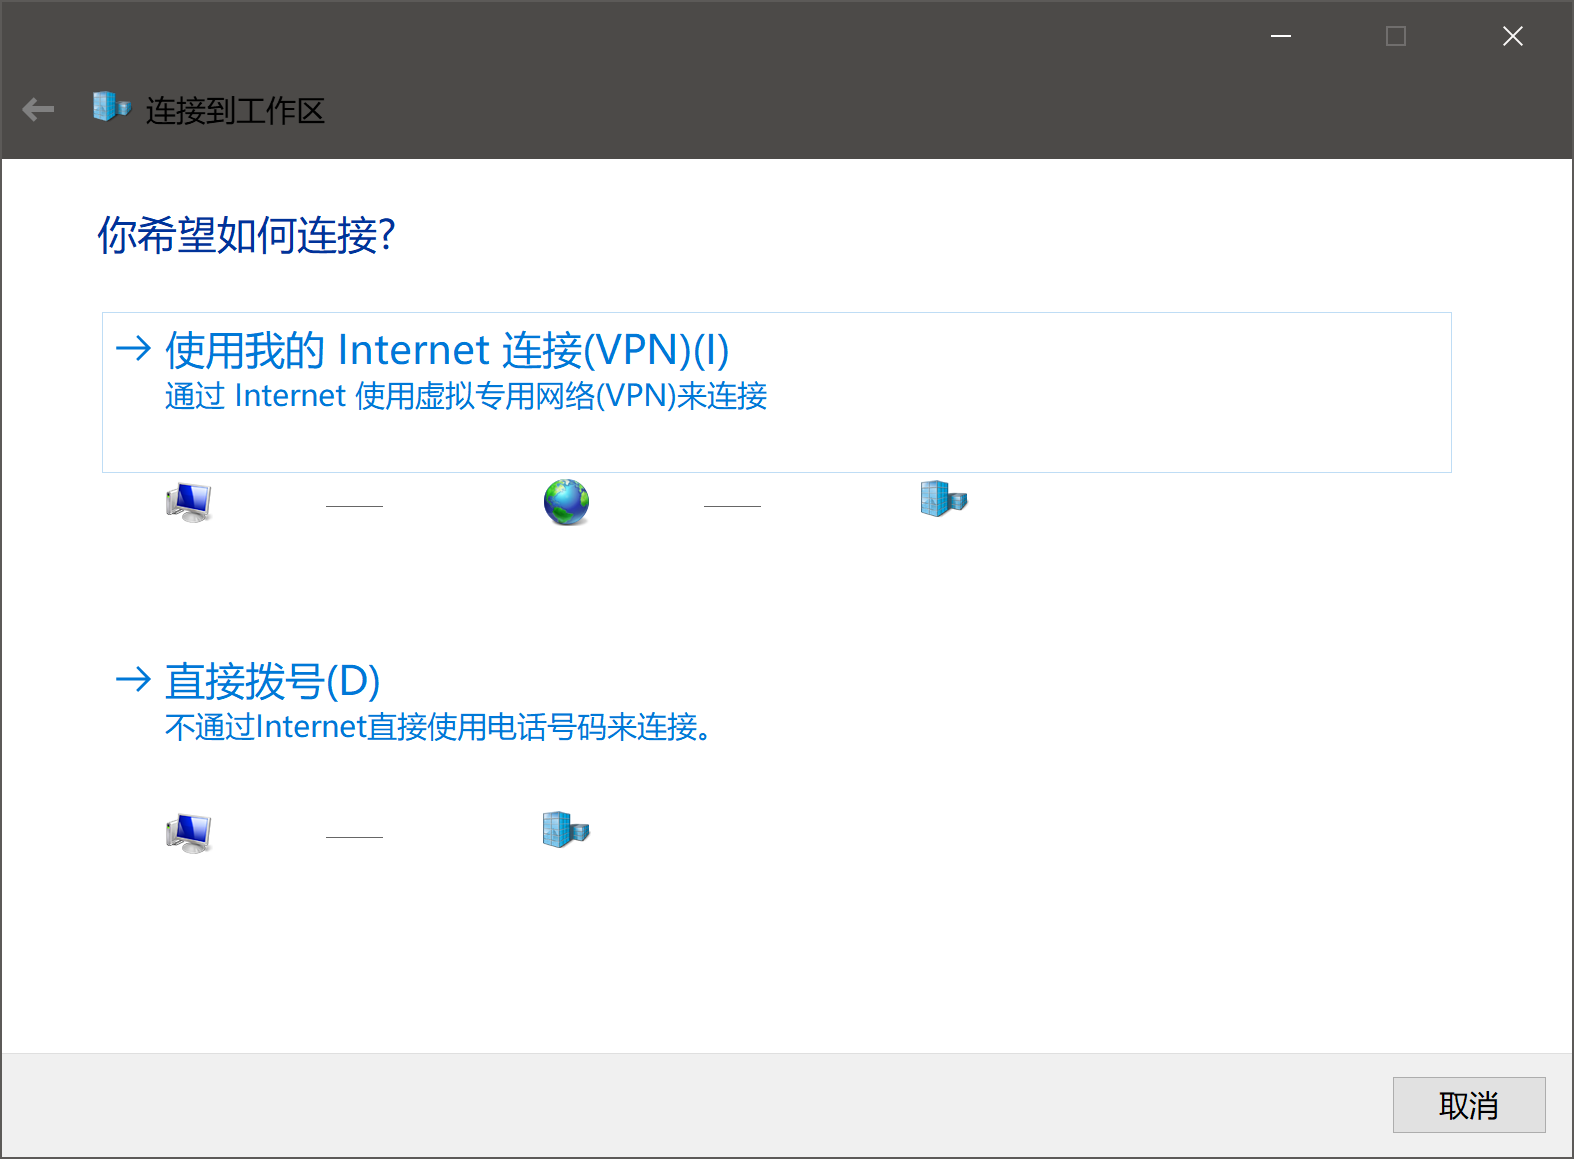 连接到工作区
你希望如何连接?
使用我的 Internet 连接(VPN)(I)
通过 Internet 使用虚拟专用网络(VPN)来连接
直接拨号(D)
不通过Internet直接使用电话号码来连接。
取消